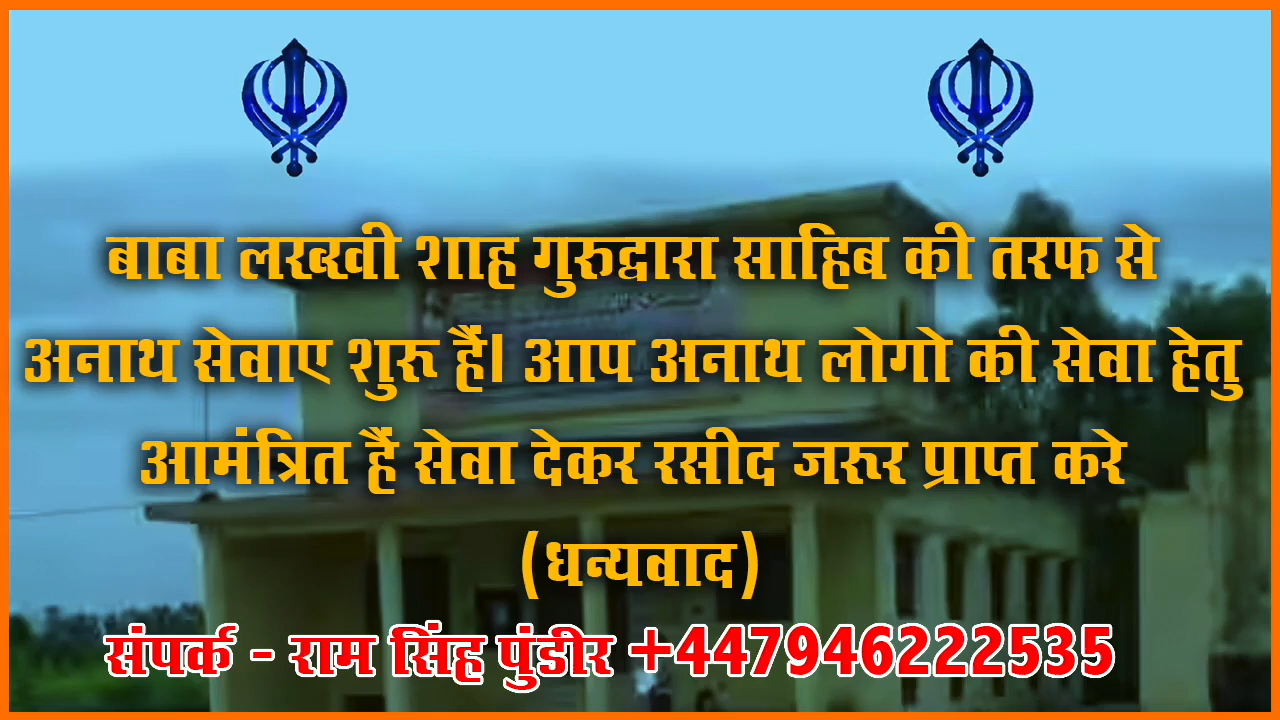 बाबा लख्खी शाह गुरुद्वारा साहिब की तरफ से
अनाथ सेवाए शुरू हैं। आप अनाथ लोगो की सेवा हेतु
आमंत्रित हैं सेवा देकर रसीद जरूर प्राप्त करे
(धन्यवाद)
संपर्क - राम सिंह पुंडीर +447946222535